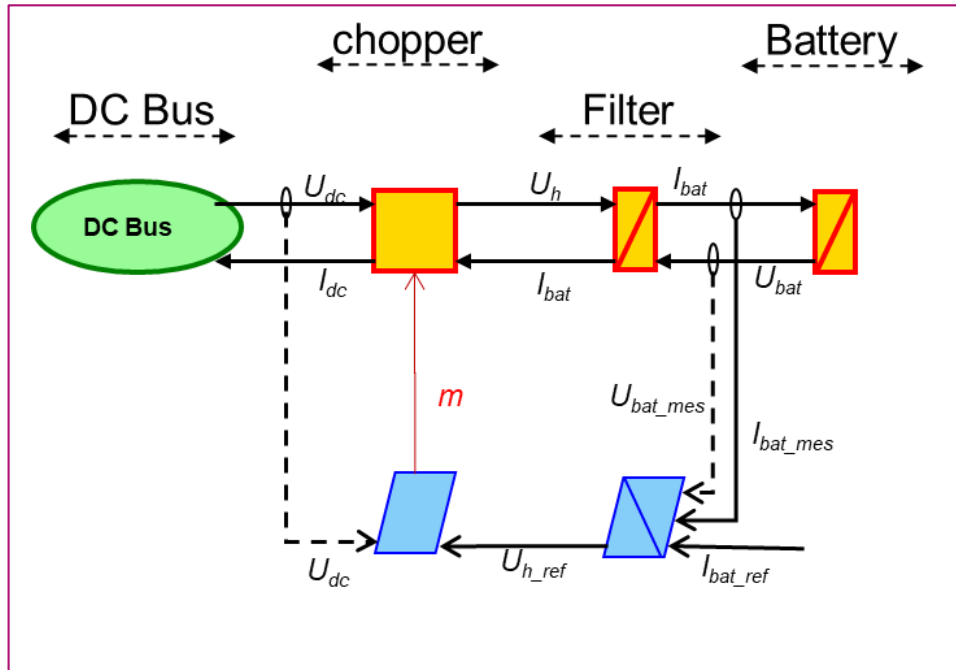 chopper
Battery
DC Bus
Filter
U_dc
U_h
I_bat
DC Bus
I_dc
I_bat
U_bat
m
U_bat_mes
I_bat_mes
U_dc
U_h_ref
I_bat_ref